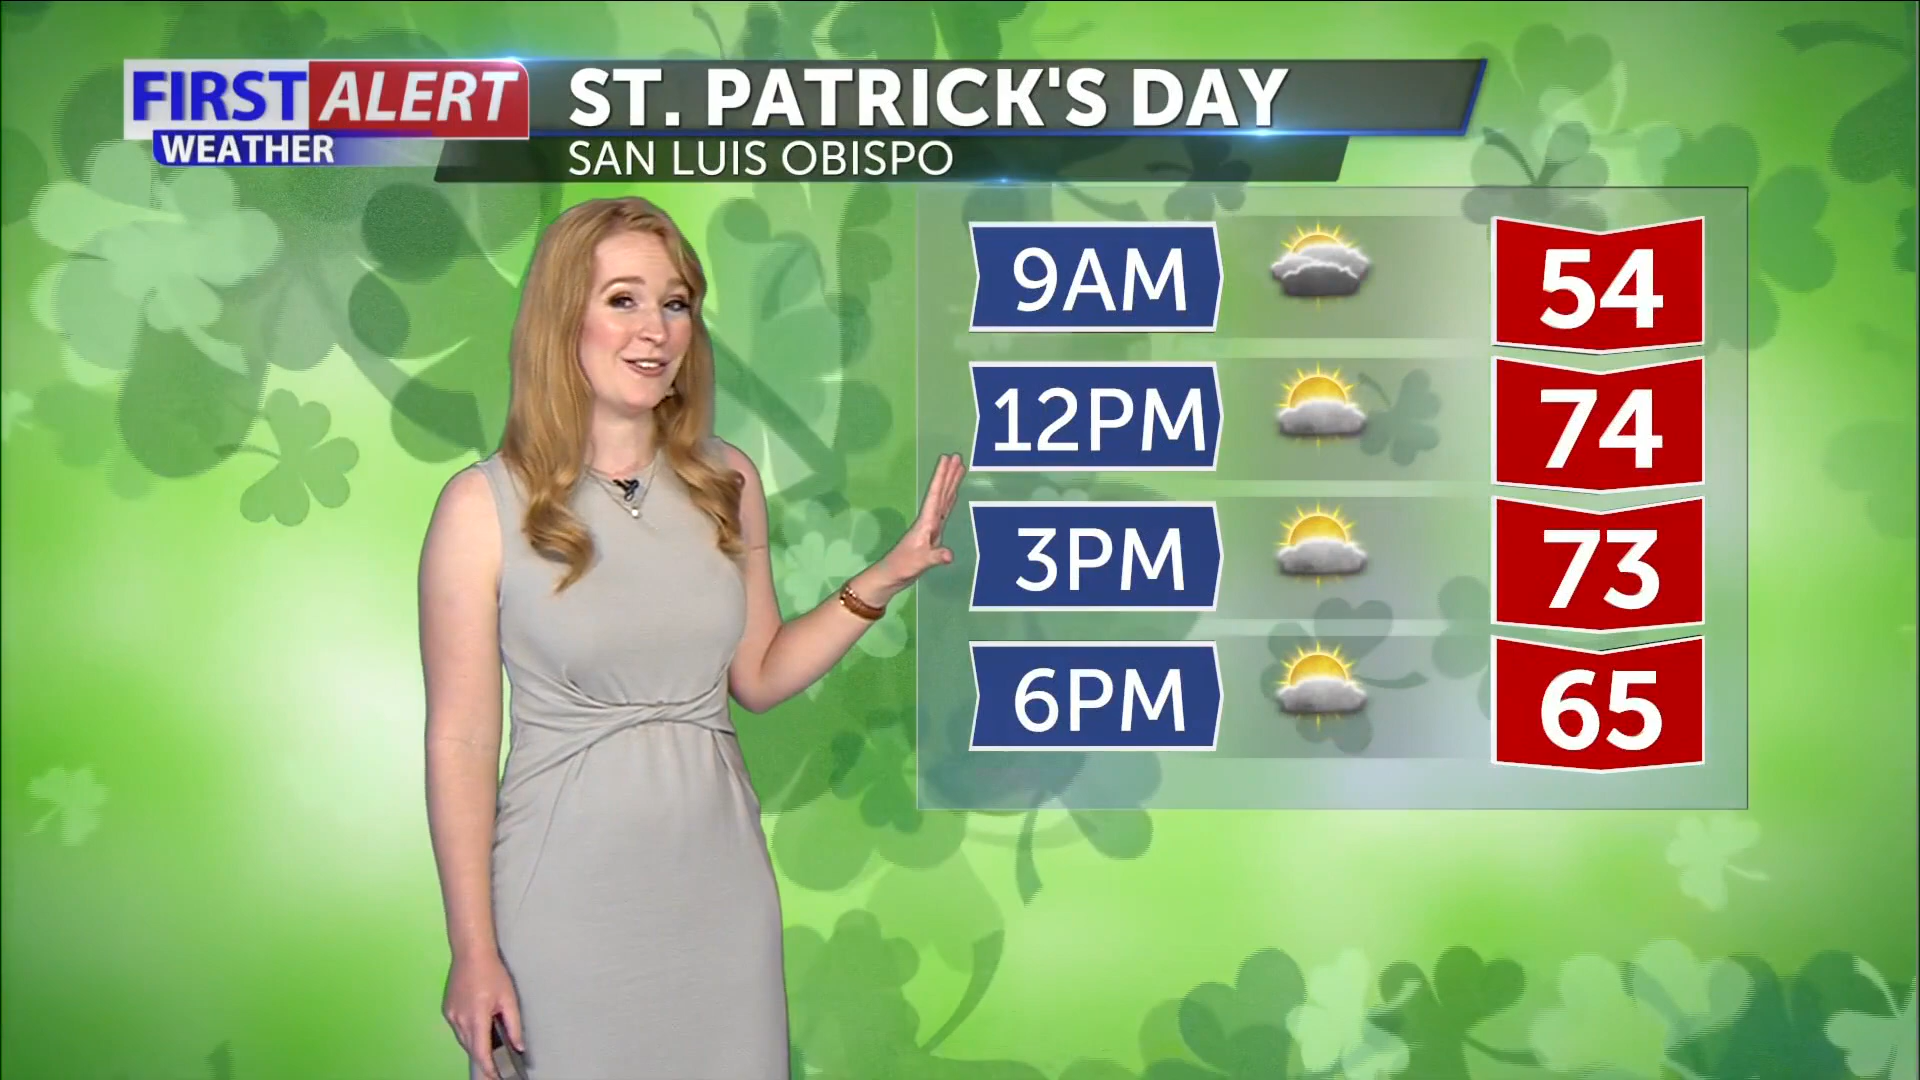 FIRST ALERT
WEATHER
ST. PATRICK'S DAY
SAN LUIS OBISPO
9AM 54
12PM 74
3PM 73
6PM 65